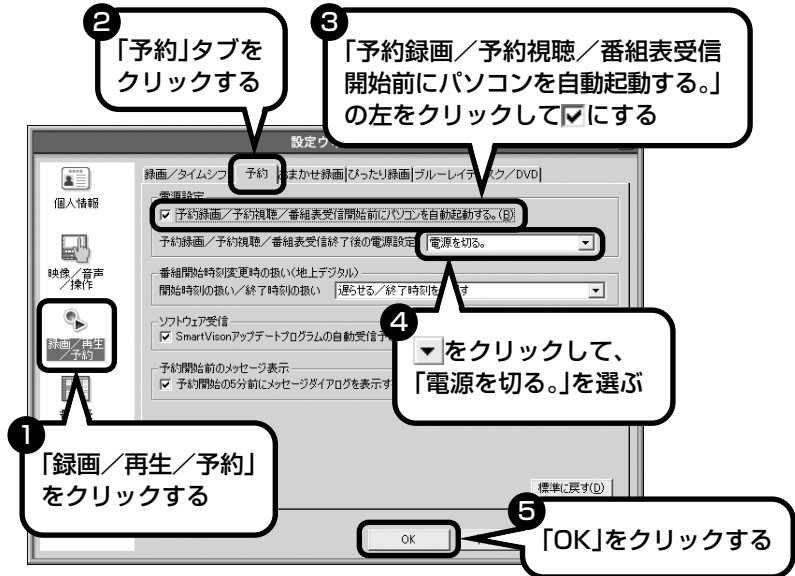 ❷
「予約」タブを
クリックする
❸
「予約録画／予約視聴／番組表受信
開始前にパソコンを自動起動する。」
の左をクリックして☑にする
設定ウ
個人情報
映像／音声
／操作
録画／再生
／予約
録画／タイムシフ
予約
まかせ録画
ぴったり録画
ブルーレイディスク／DVD
電源設定
予約録画／予約視聴／番組表受信開始前にパソコンを自動起動する。(B)
予約録画／予約視聴／番組表受信終了後の電源設定
電源を切る。
番組開始時刻変更時の扱い(地上デジタル)
開始時刻の扱い／終了時刻の扱い
遅らせる／終了時刻を
す
ソフトウェア受信
SmartVisonアップデートプログラムの自動受信予
予約開始前のメッセージ表示
予約開始の5分前にメッセージダイアログを表示す
❹
▼をクリックして、
「電源を切る。」を選ぶ
❶
「録画／再生／予約」
をクリックする
標準に戻す(D)
OK
❺
「OK」をクリックする